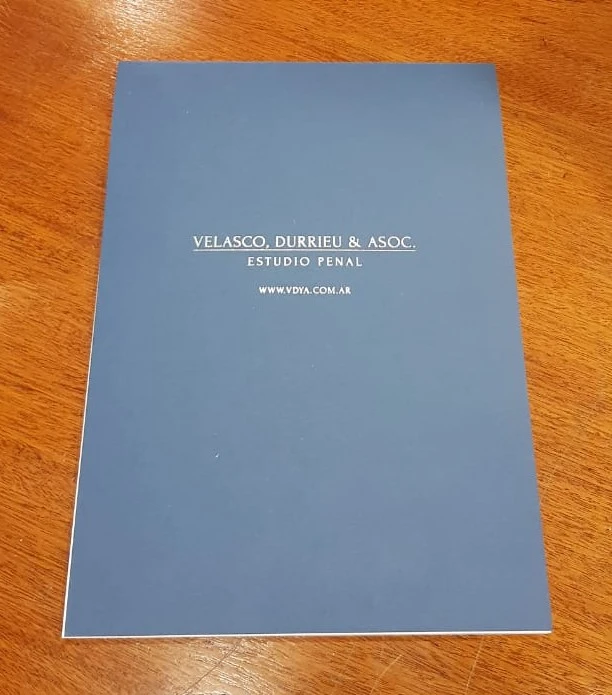 VELASCO, DURRIEU & ASOC.
ESTUDIO PENAL
WWW.VDYA.COM.AR